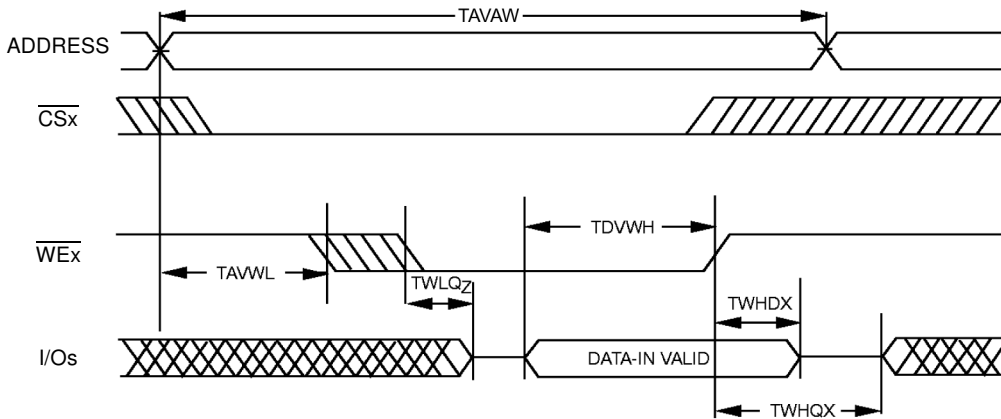 TAVAW
ADDRESS
CSx
TDVWH
WEx
TAVWL
TWLQZ
TWHDX
I/Os
DATA-IN VALID
TWHQX